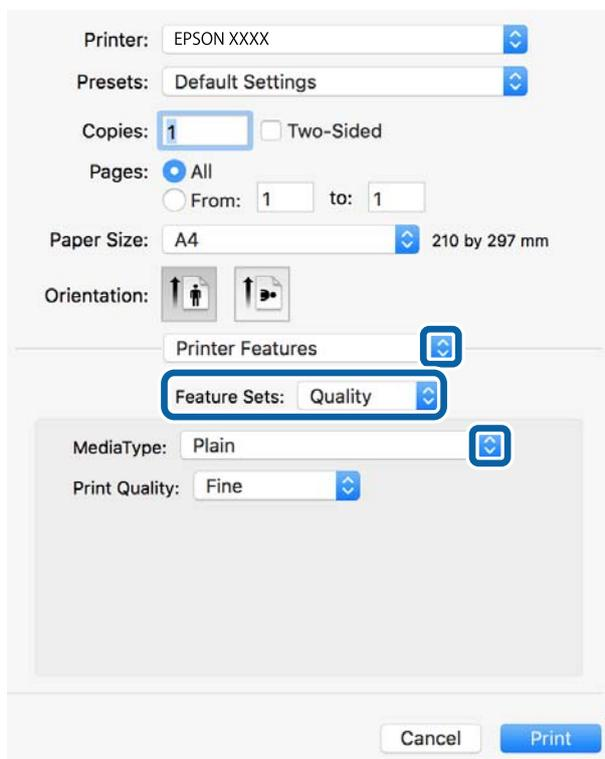 Printer: EPSON XXXX
Presets: Default Settings
Copies: 1 Two-Sided
Pages: All
From: 1 to: 1
Paper Size: A4 210 by 297 mm
Orientation:
Printer Features
Feature Sets: Quality
MediaType: Plain
Print Quality: Fine
Cancel Print